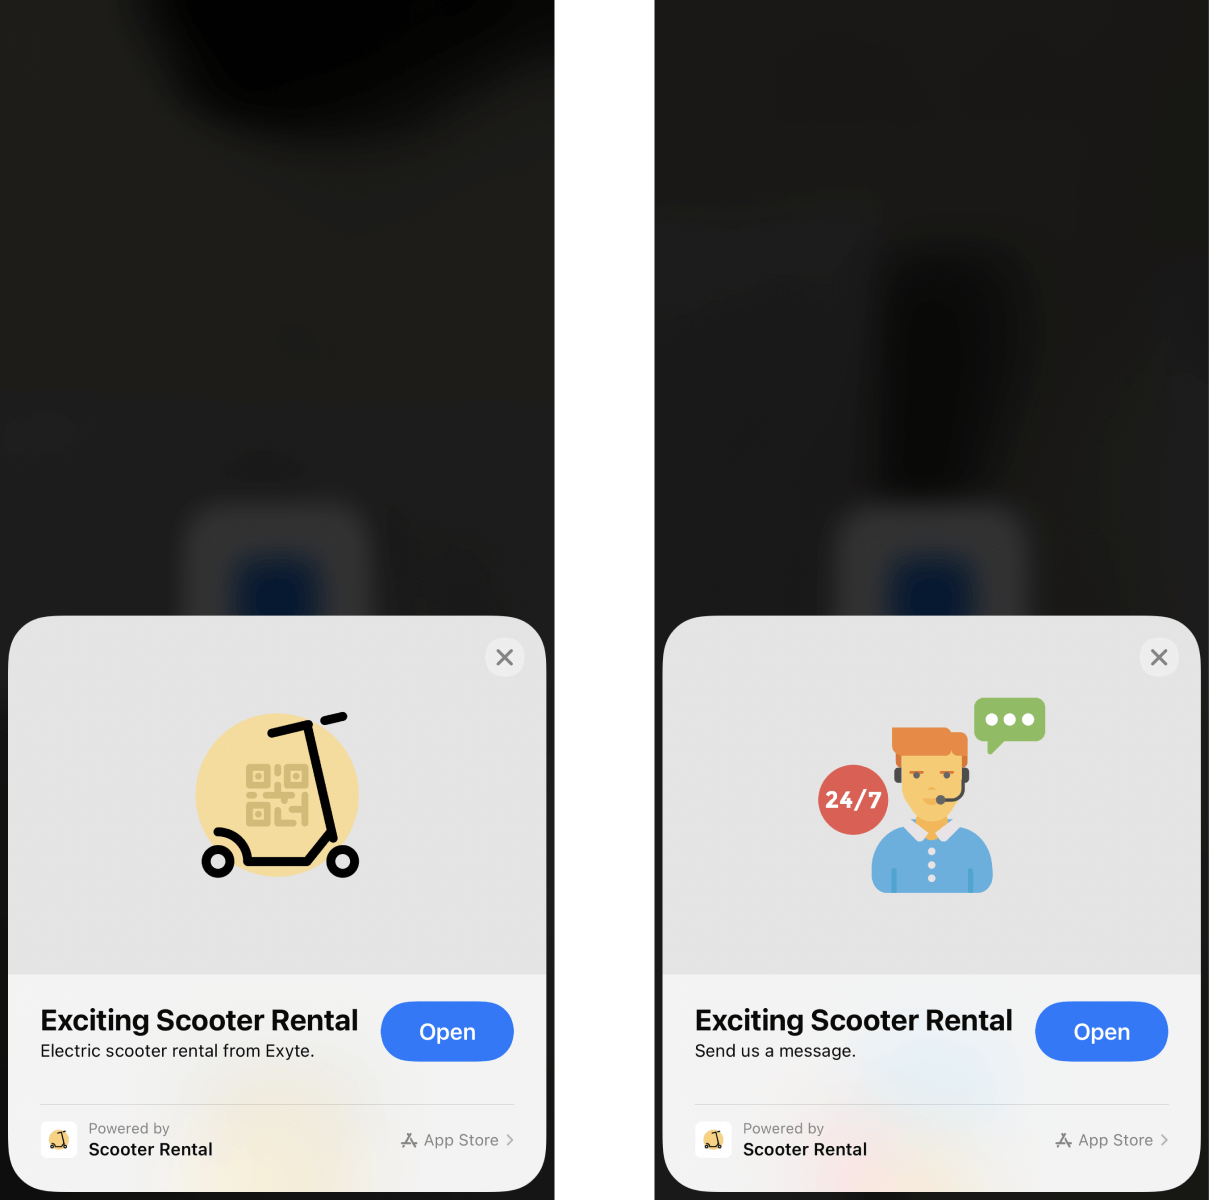 Exciting Scooter Rental
Electric scooter rental from Exyte.
Open
Powered by
Scooter Rental
App Store
24/7
Exciting Scooter Rental
Send us a message.
Open
Powered by
Scooter Rental
App Store